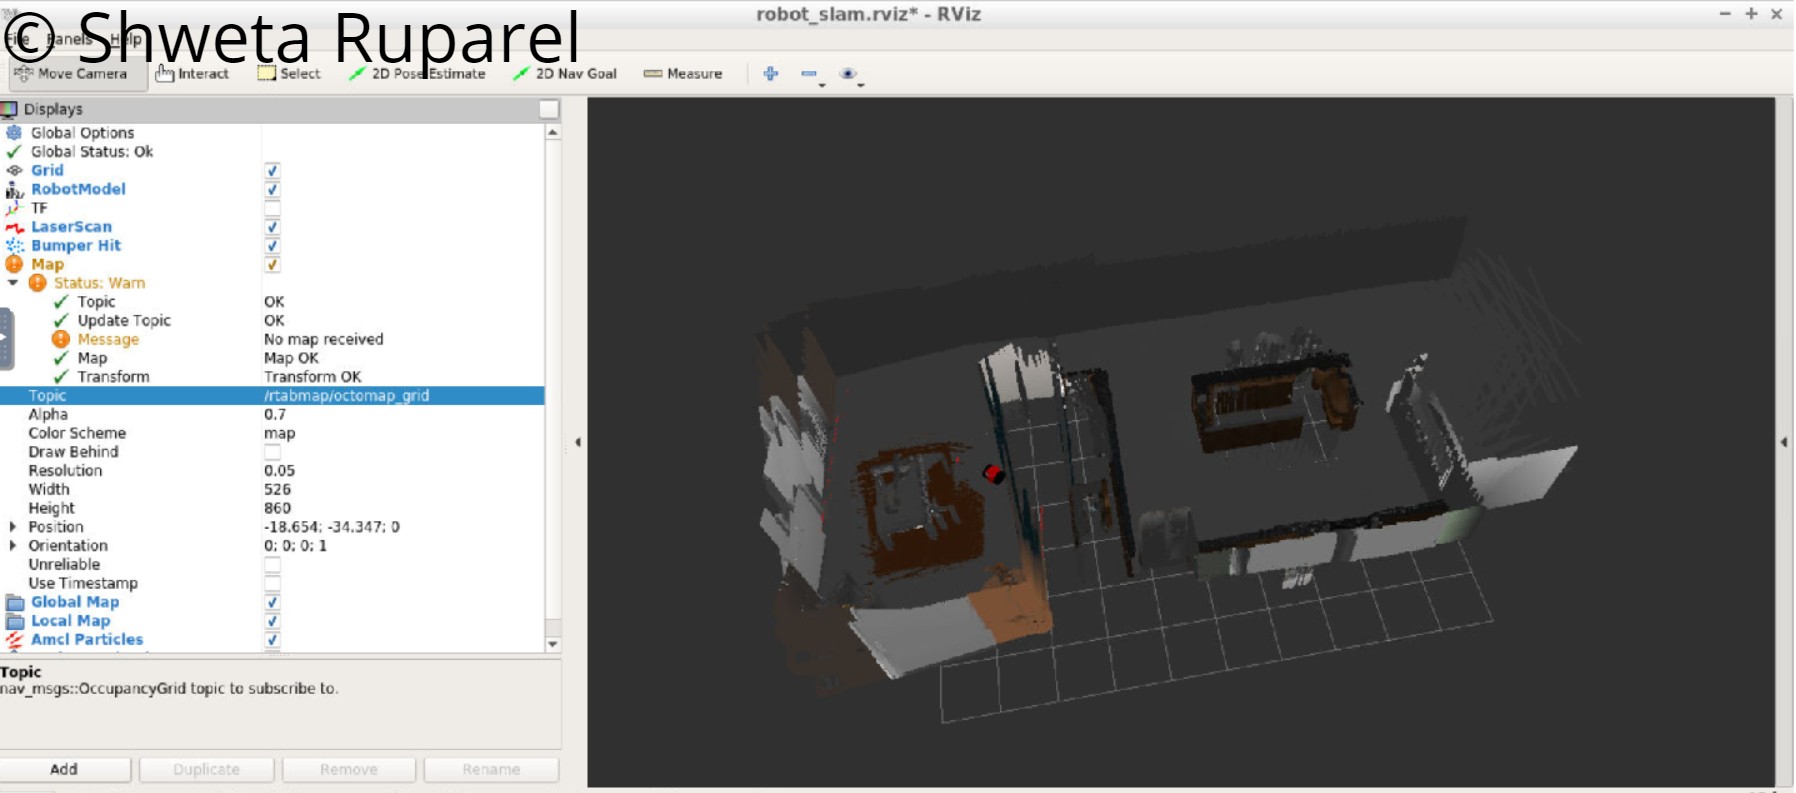 robot_slam.rviz* - RViz
© Shweta Ruparel
File Panels Help
Move Camera Interact Select 2D Pose Estimate 2D Nav Goal Measure
Displays
Global Options
Global Status: Ok
Grid
RobotModel
TF
LaserScan
Bumper Hit
Map
Status: Warn
Topic OK
Update Topic OK
Message No map received
Map Map OK
Transform Transform OK
Topic /rtabmap/octomap_grid
Alpha 0.7
Color Scheme map
Draw Behind
Resolution 0.05
Width 526
Height 860
Position -18.654; -34.347; 0
Orientation 0; 0; 0; 1
Unreliable
Use Timestamp
Global Map
Local Map
Amcl Particles
Topic
nav_msgs::OccupancyGrid topic to subscribe to.
Add Duplicate Remove Rename